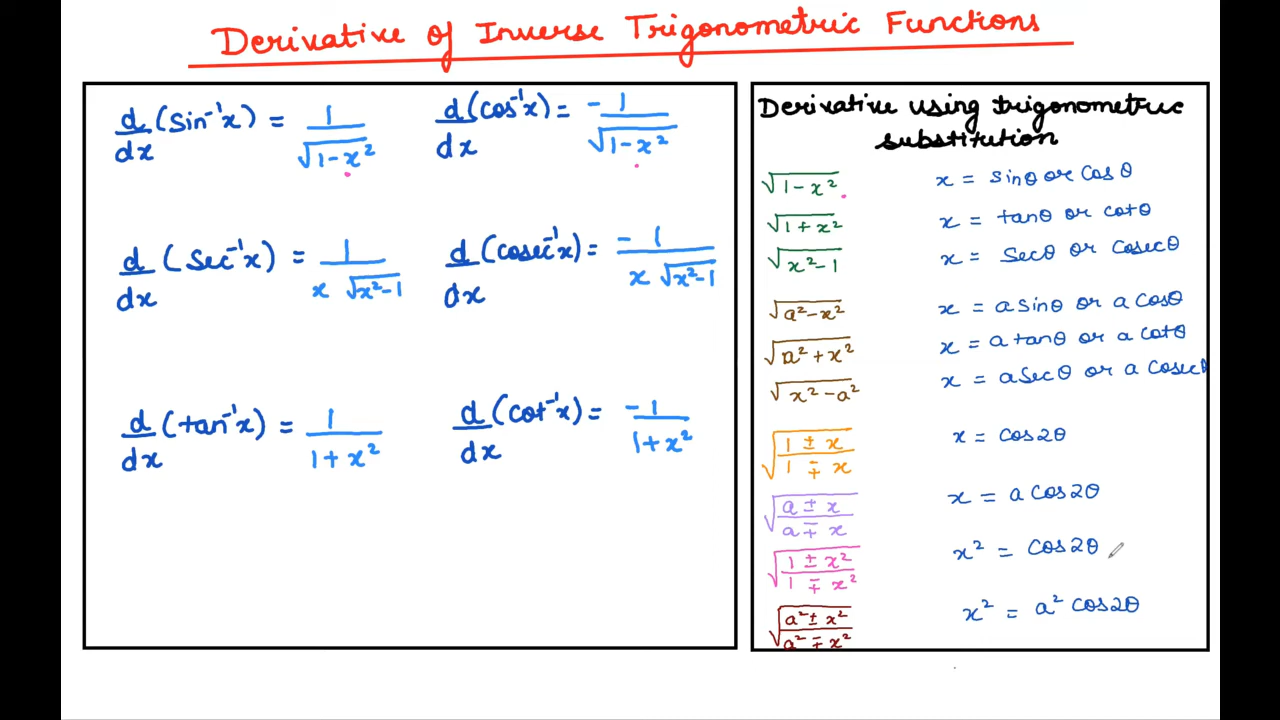 Derivative of Inverse Trigonometric Functions
d/dx (sin⁻¹x) = 1/√(1-x²)
d/dx (cos⁻¹x) = -1/√(1-x²)
d/dx (sec⁻¹x) = 1/(x √(x²-1))
d/dx (cosec⁻¹x) = -1/(x √(x²-1))
d/dx (tan⁻¹x) = 1/(1+x²)
d/dx (cot⁻¹x) = -1/(1+x²)
Derivative using trigonometric
substitution
√(1-x²) x = sinθ or cosθ
√(1+x²) x = tanθ or cotθ
√(x²-1) x = secθ or cosecθ
√(a²-x²) x = a sinθ or a cosθ
√(a²+x²) x = a tanθ or a cotθ
√(x²-a²) x = a secθ or a cosecθ
√((1 ± x)/(1 ∓ x)) x = cos2θ
√((a ± x)/(a ∓ x)) x = a cos2θ
√((1 ± x²)/(1 ∓ x²)) x² = cos2θ
√((a² ± x²)/(a² ∓ x²)) x² = a² cos2θ